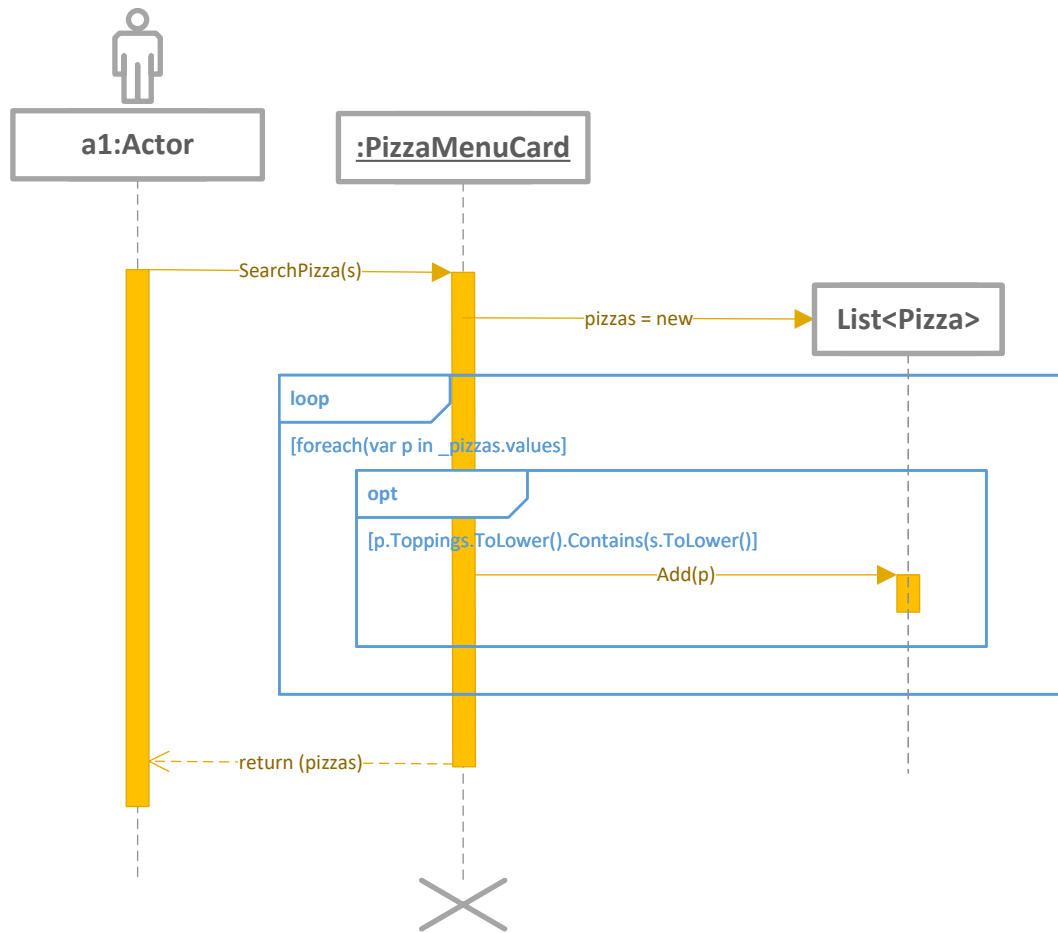 a1:Actor
:PizzaMenuCard
SearchPizza(s)
pizzas = new
List<Pizza>
loop
[foreach(var p in _pizzas.values]
opt
[p.Toppings.ToLower().Contains(s.ToLower()]
Add(p)
return (pizzas)